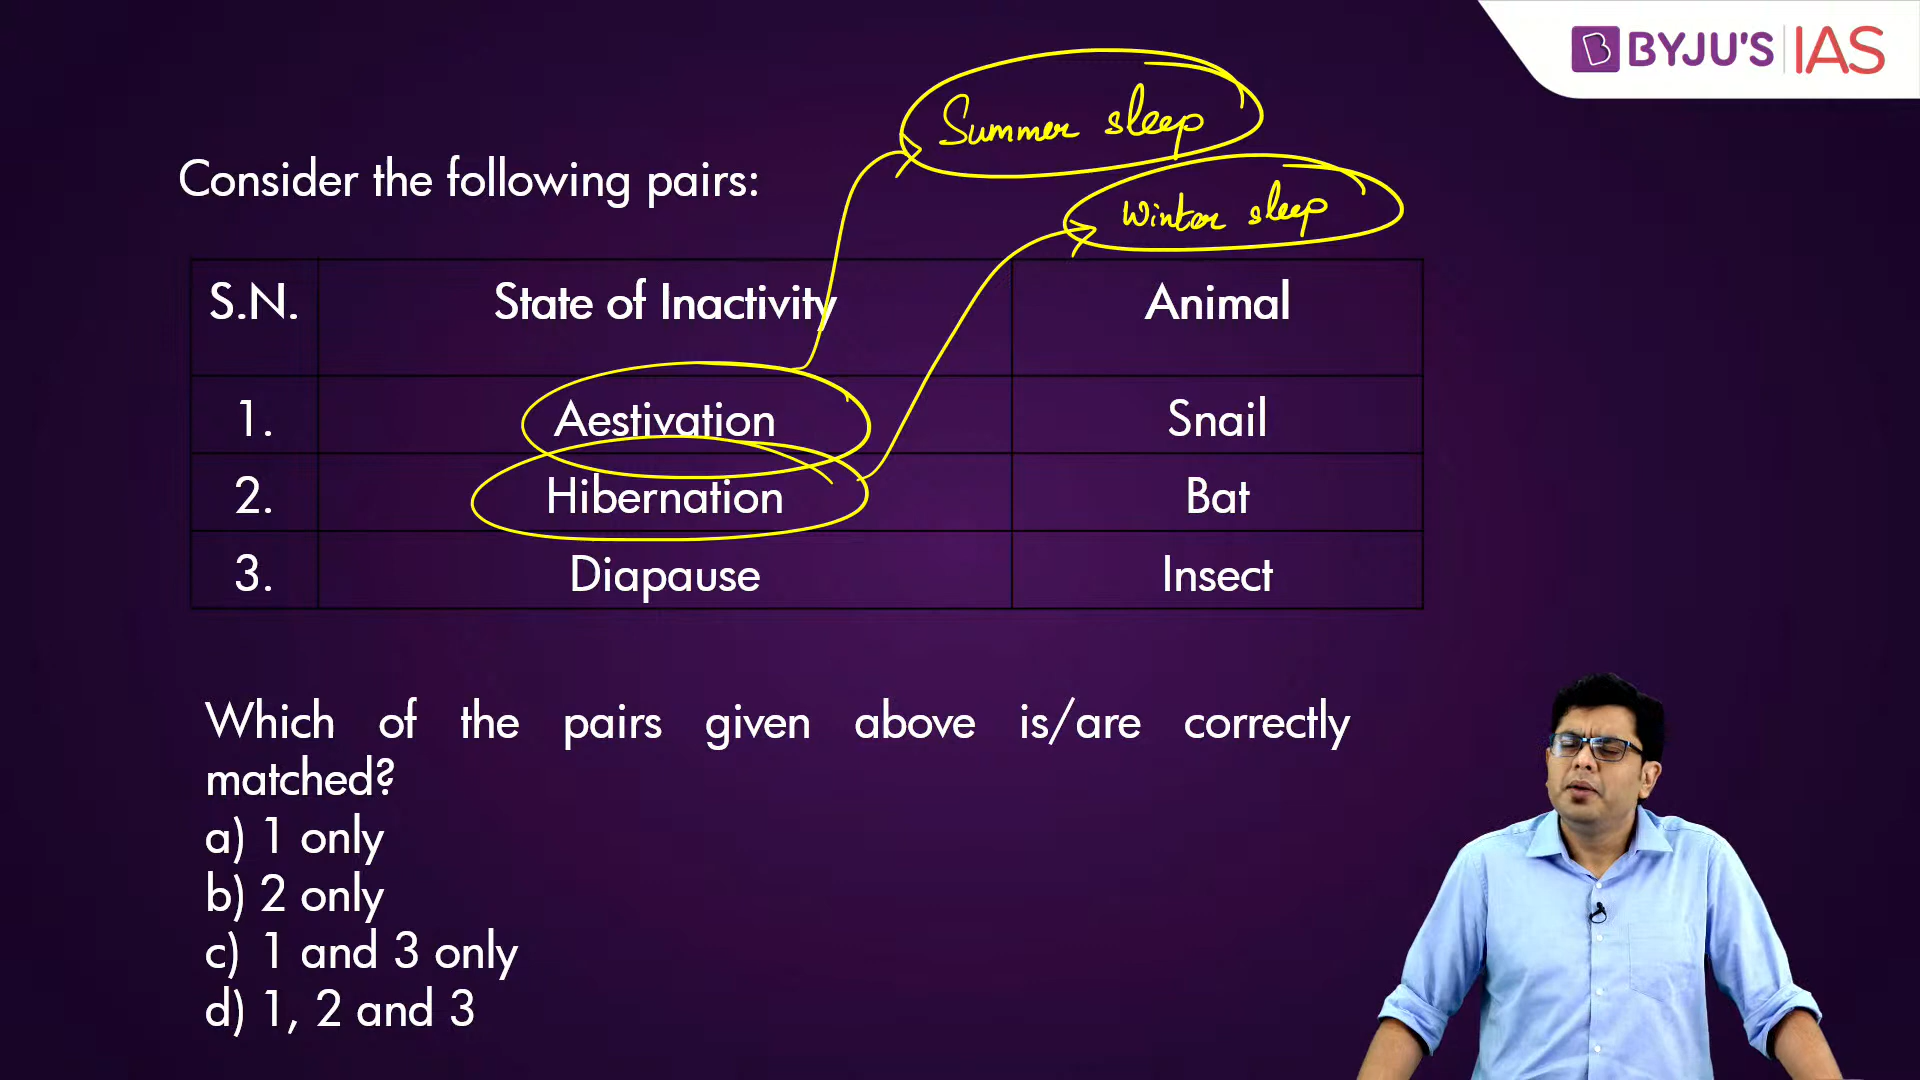 BYJU'S IAS
Summer sleep
Consider the following pairs:
Winter sleep
S.N. State of Inactivity Animal
1. Aestivation Snail
2. Hibernation Bat
3. Diapause Insect
Which of the pairs given above is/are correctly
matched?
a) 1 only
b) 2 only
c) 1 and 3 only
d) 1, 2 and 3